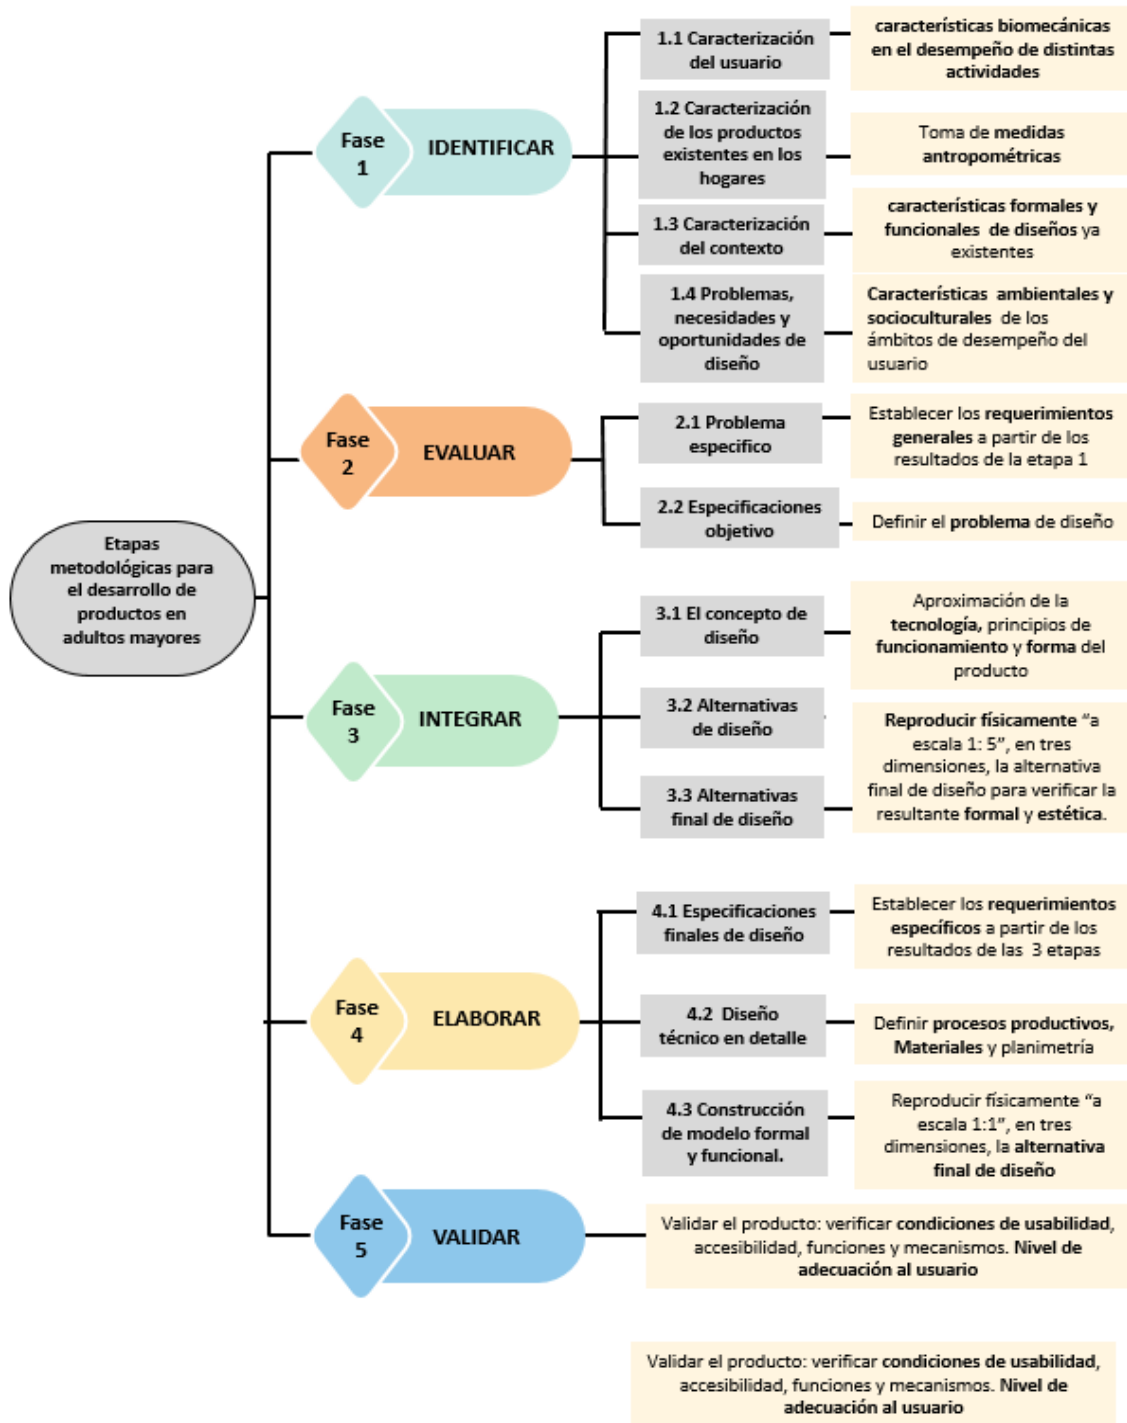 Etapas
metodológicas para
el desarrollo de
productos en
adultos mayores
Fase
1
IDENTIFICAR
1.1 Caracterización
del usuario
características biomecánicas
en el desempeño de distintas
actividades
1.2 Caracterización
de los productos
existentes en los
hogares
Toma de medidas
antropométricas
1.3 Caracterización
del contexto
características formales y
funcionales de diseños ya
existentes
1.4 Problemas,
necesidades y
oportunidades de
diseño
Características ambientales y
socioculturales de los
ámbitos de desempeño del
usuario
Fase
2
EVALUAR
2.1 Problema
especifico
Establecer los requerimientos
generales a partir de los
resultados de la etapa 1
2.2 Especificaciones
objetivo
Definir el problema de diseño
Fase
3
INTEGRAR
3.1 El concepto de
diseño
Aproximación de la
tecnología, principios de
funcionamiento y forma del
producto
3.2 Alternativas
de diseño
3.3 Alternativas
final de diseño
Reproducir físicamente “a
escala 1: 5”, en tres
dimensiones, la alternativa
final de diseño para verificar la
resultante formal y estética.
Fase
4
ELABORAR
4.1 Especificaciones
finales de diseño
Establecer los requerimientos
específicos a partir de los
resultados de las 3 etapas
4.2 Diseño
técnico en detalle
Definir procesos productivos,
Materiales y planimetría
4.3 Construcción
de modelo formal
y funcional.
Reproducir físicamente “a
escala 1:1”, en tres
dimensiones, la alternativa
final de diseño
Fase
5
VALIDAR
Validar el producto: verificar condiciones de usabilidad,
accesibilidad, funciones y mecanismos. Nivel de
adecuación al usuario
Validar el producto: verificar condiciones de usabilidad,
accesibilidad, funciones y mecanismos. Nivel de
adecuación al usuario